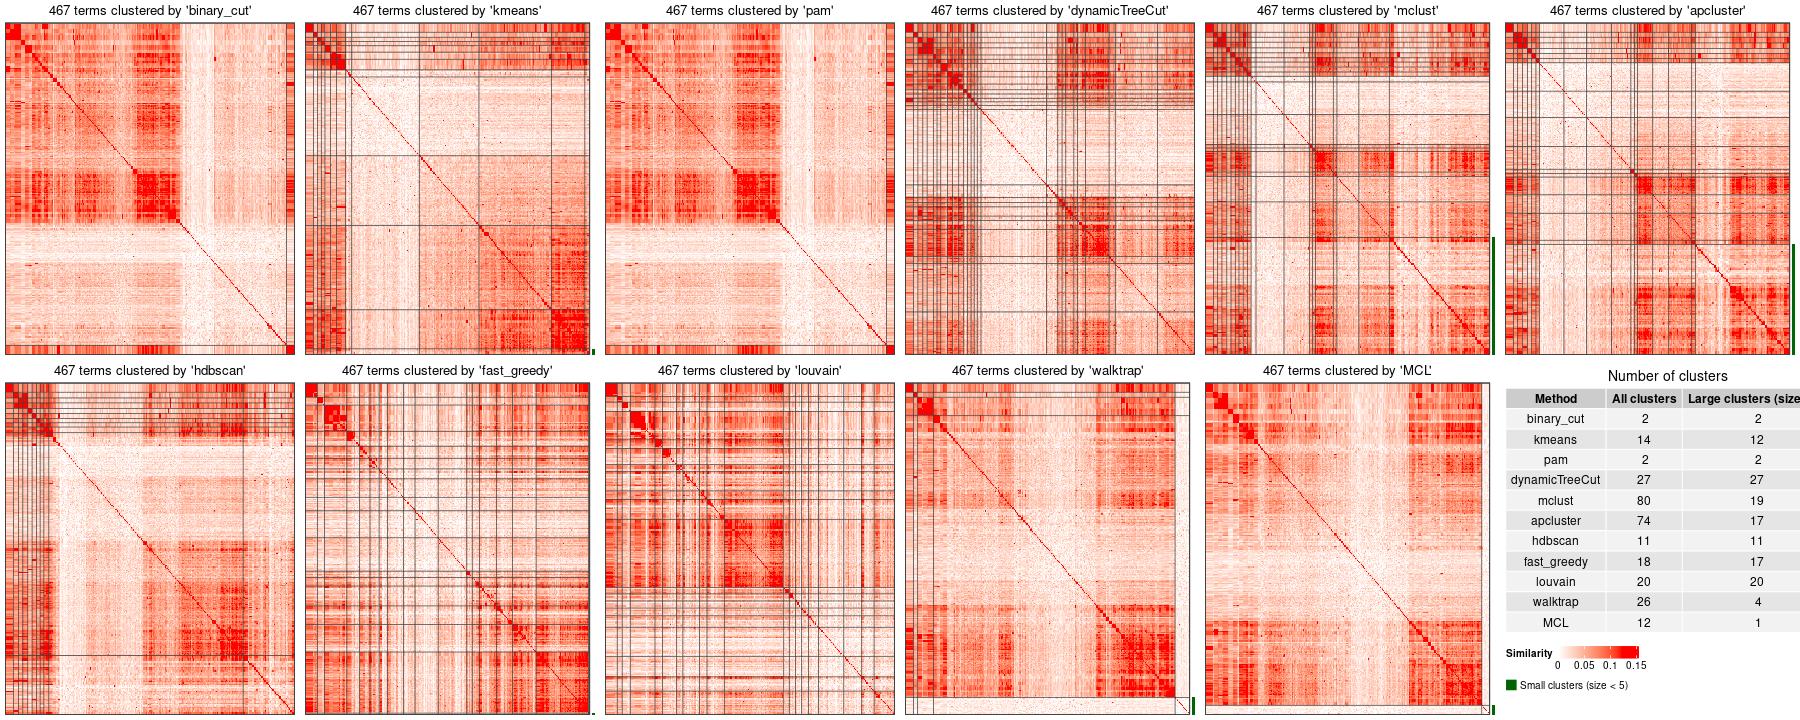 467 terms clustered by 'binary_cut'
467 terms clustered by 'kmeans'
467 terms clustered by 'pam'
467 terms clustered by 'dynamicTreeCut'
467 terms clustered by 'mclust'
467 terms clustered by 'apcluster'
467 terms clustered by 'hdbscan'
467 terms clustered by 'fast_greedy'
467 terms clustered by 'louvain'
467 terms clustered by 'walktrap'
467 terms clustered by 'MCL'
Number of clusters
Method All clusters Large clusters (size
binary_cut 2 2
kmeans 14 12
pam 2 2
dynamicTreeCut 27 27
mclust 80 19
apcluster 74 17
hdbscan 11 11
fast_greedy 18 17
louvain 20 20
walktrap 26 4
MCL 12 1
Similarity
0 0.05 0.1 0.15
Small clusters (size < 5)